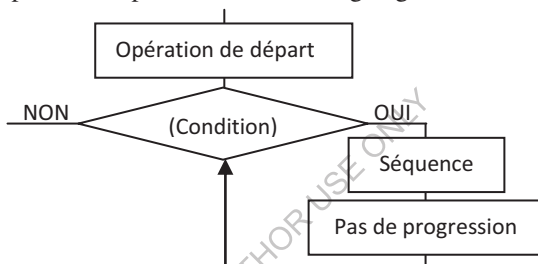 Opération de départ
NON
OUI
(Condition)
Séquence
Pas de progression